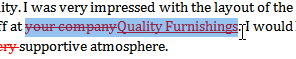 ity. I was very impressed with the layout of the
ff at your companyQuality Furnishings. I would
ery supportive atmosphere.